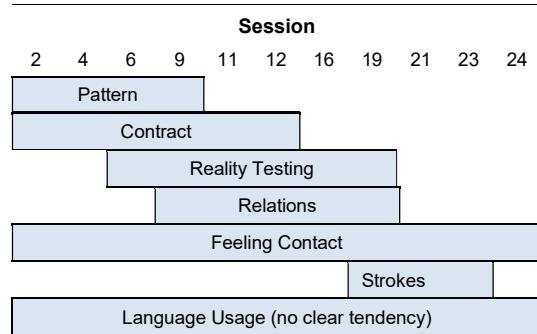 Session
2 4 6 9 11 12 16 19 21 23 24
Pattern
Contract
Reality Testing
Relations
Feeling Contact
Strokes
Language Usage (no clear tendency)